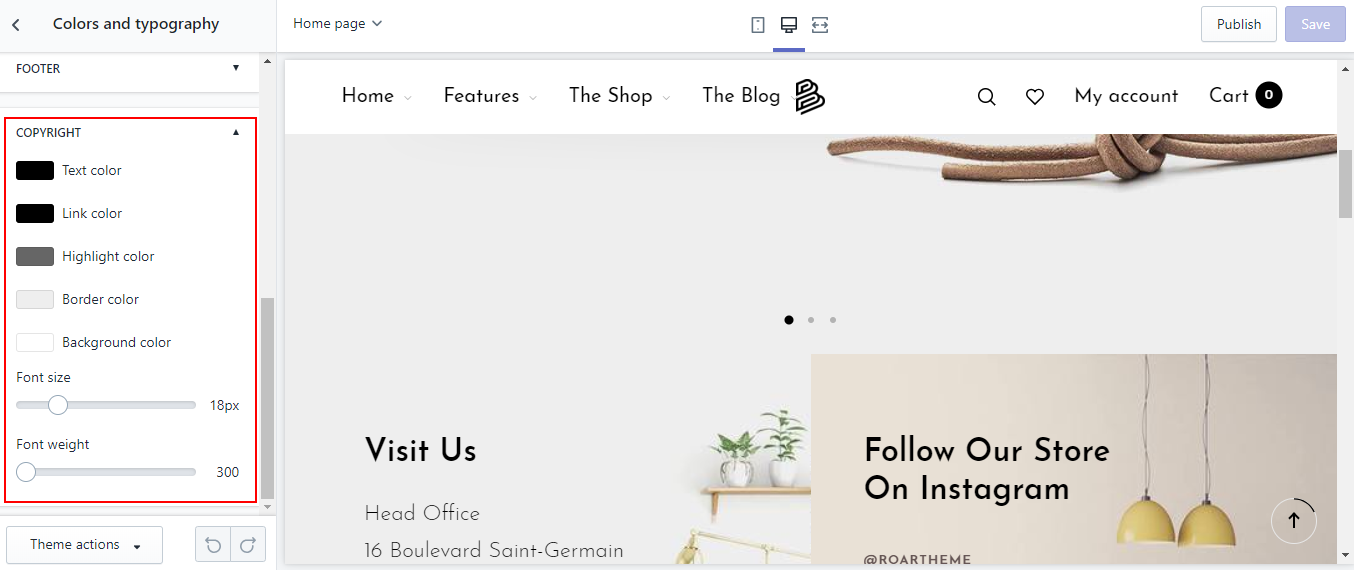 Colors and typography
FOOTER
COPYRIGHT
Text color
Link color
Highlight color
Border color
Background color
Font size
18px
Font weight
300
Theme actions
Home page
Publish
Save
Home
Features
The Shop
The Blog
My account
Cart 0
Visit Us
Head Office
16 Boulevard Saint-Germain
Follow Our Store
On Instagram
@ROARTHEME